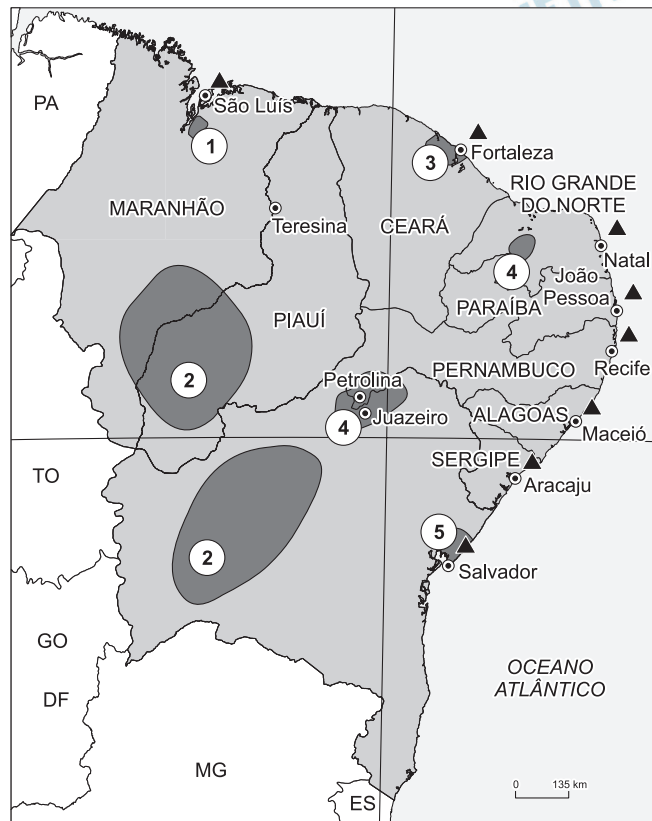 PA
São Luís
1
3
Fortaleza
RIO GRANDE
DO NORTE
MARANHÃO
Teresina
CEARÁ
Natal
4
João
Pessoa
PARAÍBA
PIAUÍ
Recife
2
PERNAMBUCO
Petrolina
ALAGOAS
4
Juazeiro
Maceió
SERGIPE
TO
Aracaju
5
2
Salvador
GO
OCEANO
ATLÂNTICO
DF
MG
0 135 km
ES